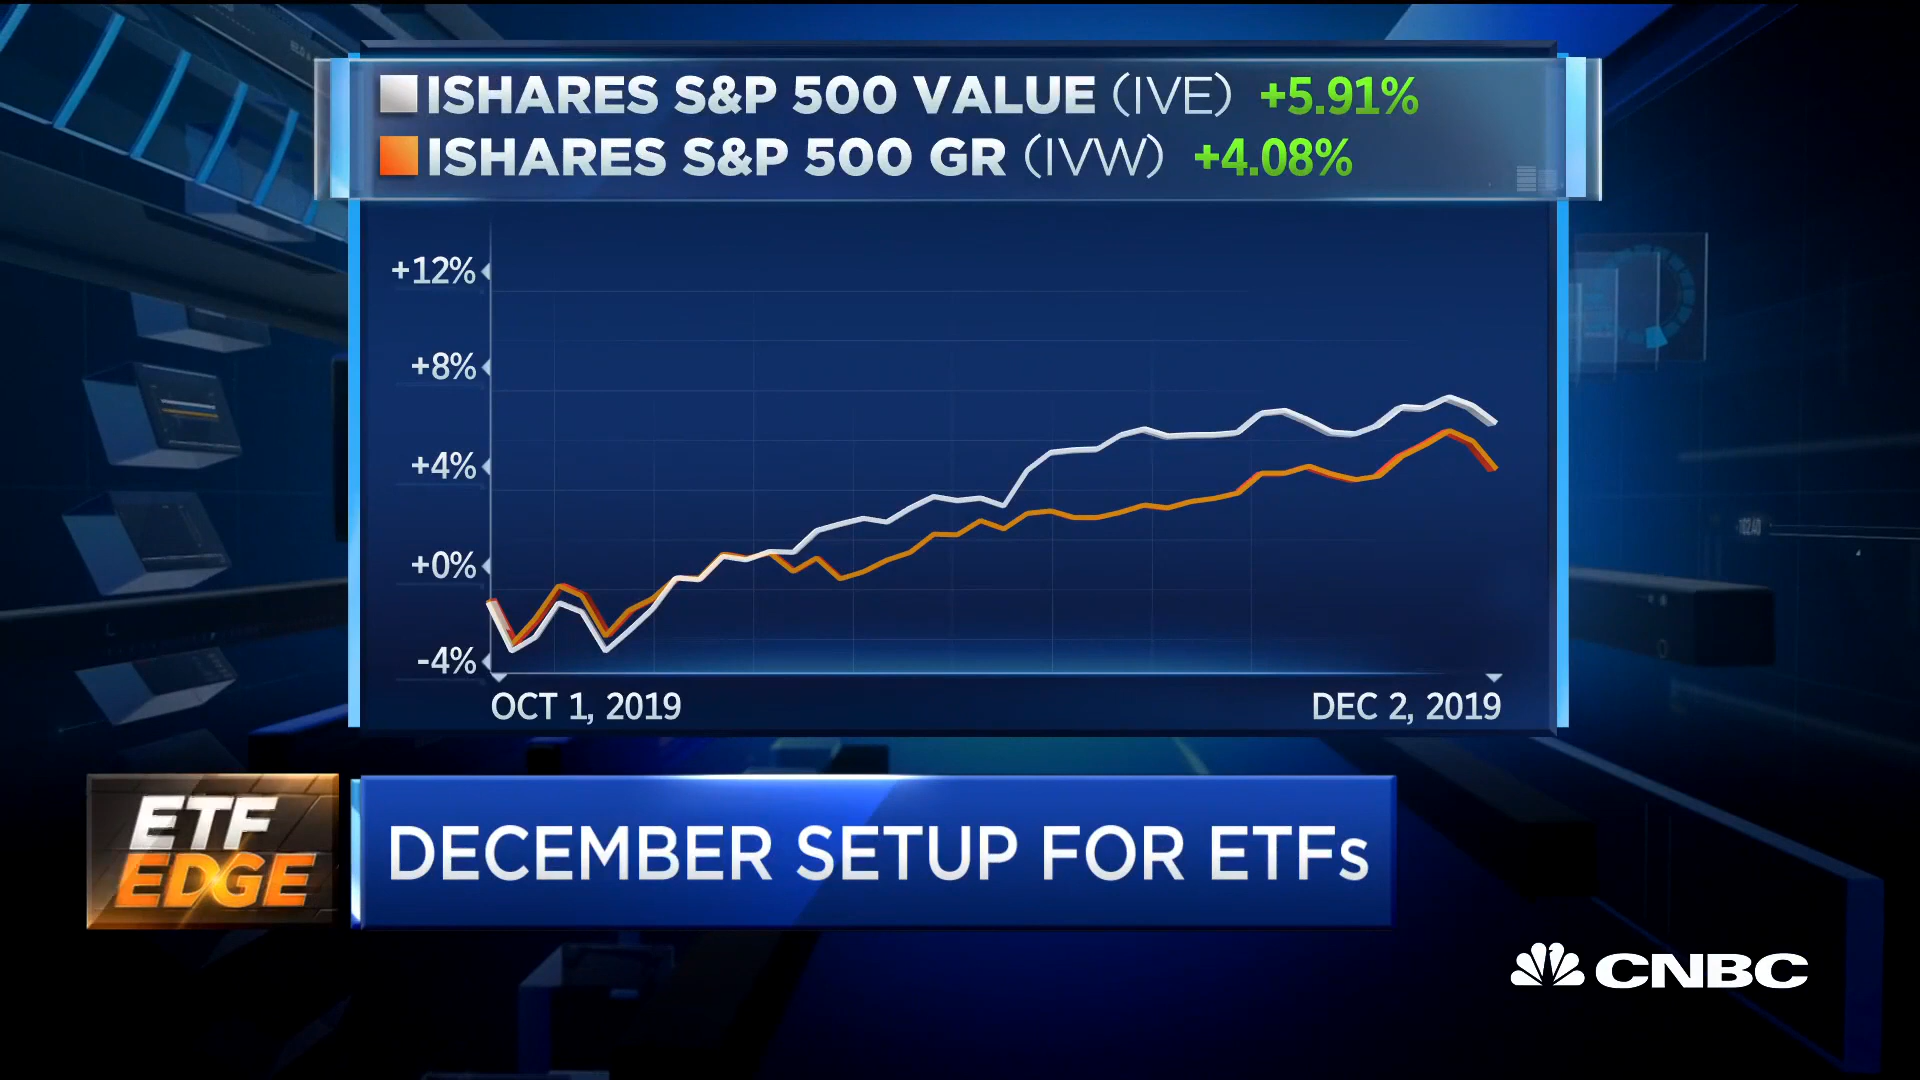 ISHARES S&P 500 VALUE (IVE) +5.91%
ISHARES S&P 500 GR (IVW) +4.08%
+12%
+8%
+4%
+0%
-4%
OCT 1, 2019 DEC 2, 2019
ETF
EDGE
DECEMBER SETUP FOR ETFs
CNBC